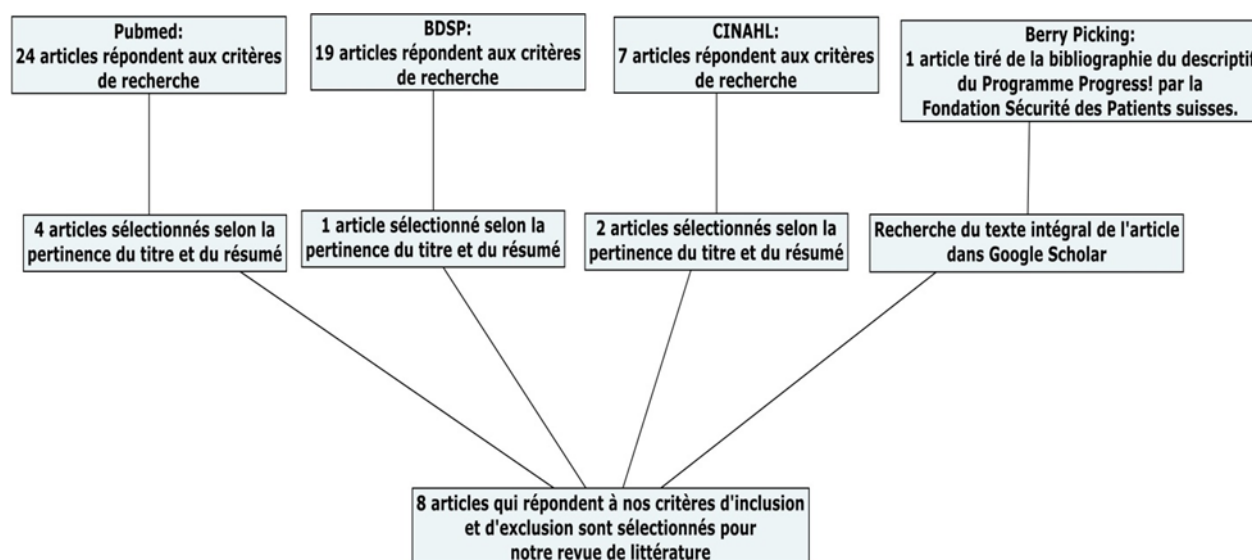 Pubmed:
24 articles répondent aux critères
de recherche
BDSP:
19 articles répondent aux critères
de recherche
CINAHL:
7 articles répondent aux critères
de recherche
Berry Picking:
1 article tiré de la bibliographie du descriptif
du Programme Progress! par la
Fondation Sécurité des Patients suisses.
4 articles sélectionnés selon la
pertinence du titre et du résumé
1 article sélectionné selon la
pertinence du titre et du résumé
2 articles sélectionnés selon la
pertinence du titre et du résumé
Recherche du texte intégral de l'article
dans Google Scholar
8 articles qui répondent à nos critères d'inclusion
et d'exclusion sont sélectionnés pour
notre revue de littérature